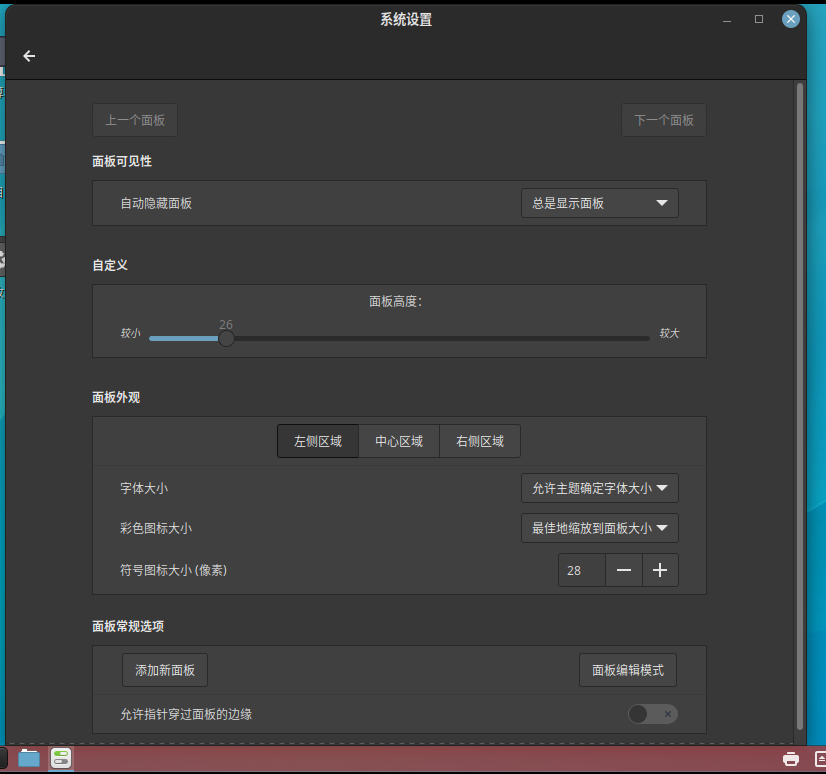 系统设置
上一个面板
下一个面板
面板可见性
自动隐藏面板
总是显示面板
自定义
面板高度:
26
较小
较大
面板外观
左侧区域
中心区域
右侧区域
字体大小
允许主题确定字体大小
彩色图标大小
最佳地缩放到面板大小
符号图标大小 (像素)
28
面板常规选项
添加新面板
面板编辑模式
允许指针穿过面板的边缘